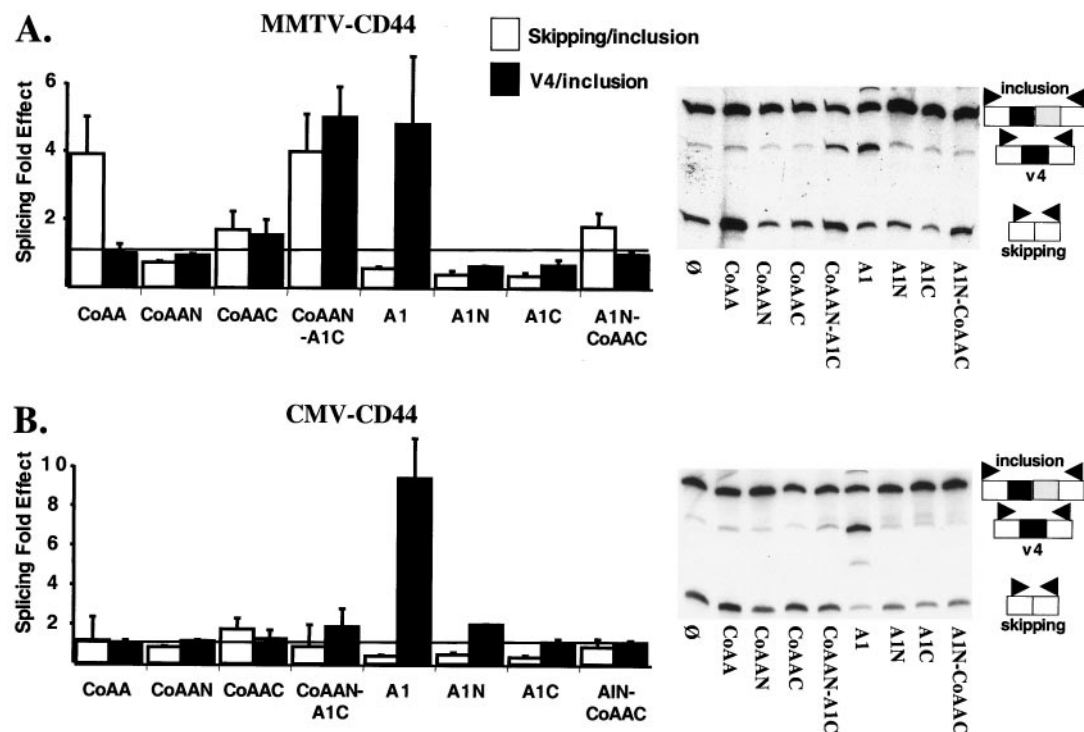 A.
MMTV-CD44
Skipping/inclusion
V4/inclusion
Splicing Fold Effect
6
4
2
CoAA
CoAAN
CoAAC
CoAAN
-A1C
A1
A1N
A1C
A1N-
CoAAC
inclusion
v4
skipping
Ø
CoAA
CoAAN
CoAAC
CoAAN-A1C
A1
A1N
A1C
A1N-CoAAC
B.
CMV-CD44
Splicing Fold Effect
10
8
6
4
2
CoAA
CoAAN
CoAAC
CoAAN-
A1C
A1
A1N
A1C
AIN-
CoAAC
inclusion
v4
skipping
Ø
CoAA
CoAAN
CoAAC
CoAAN-A1C
A1
A1N
A1C
A1N-CoAAC